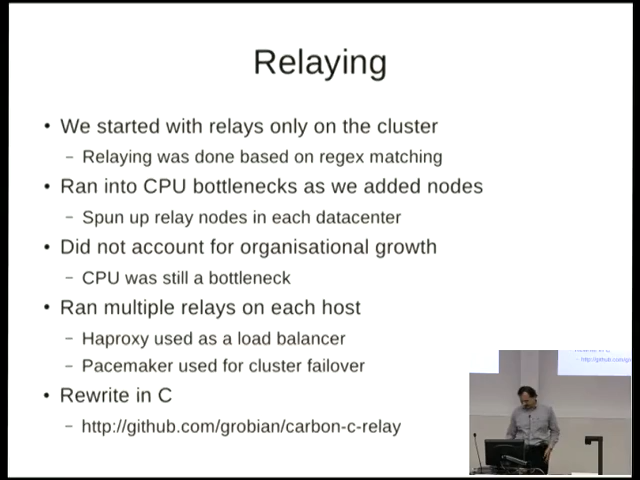 Relaying
• We started with relays only on the cluster
– Relaying was done based on regex matching
• Ran into CPU bottlenecks as we added nodes
– Spun up relay nodes in each datacenter
• Did not account for organisational growth
– CPU was still a bottleneck
• Ran multiple relays on each host
– Haproxy used as a load balancer
– Pacemaker used for cluster failover
• Rewrite in C
– http://github.com/grobian/carbon-c-relay